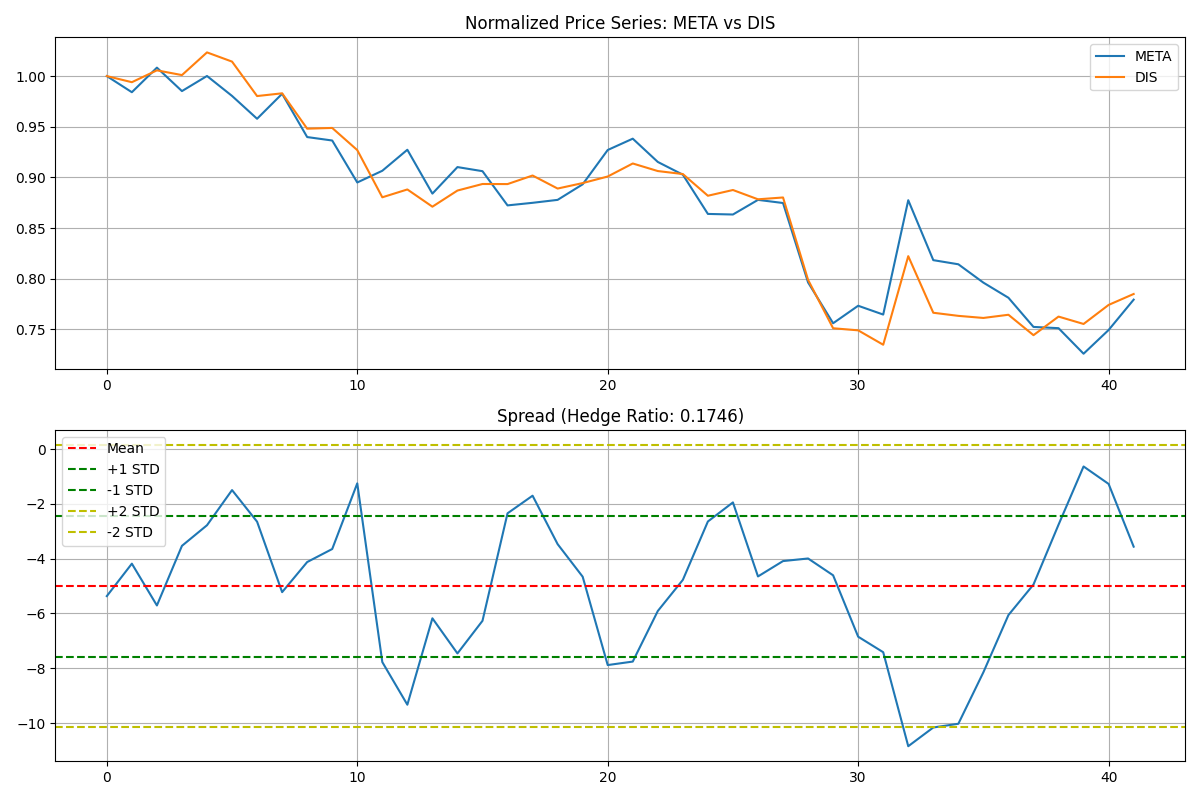 Normalized Price Series: META vs DIS
META
DIS
1.00
0.95
0.90
0.85
0.80
0.75
0 10 20 30 40
Spread (Hedge Ratio: 0.1746)
Mean
+1 STD
-1 STD
+2 STD
-2 STD
0
−2
−4
−6
−8
−10
0 10 20 30 40